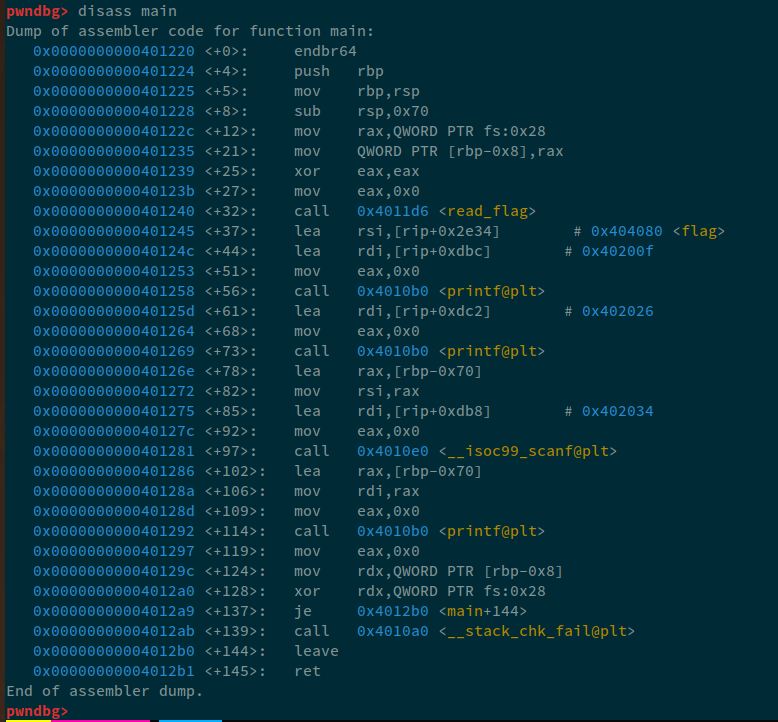 pwndbg> disass main
Dump of assembler code for function main:
   0x0000000000401220 <+0>:     endbr64
   0x0000000000401224 <+4>:     push   rbp
   0x0000000000401225 <+5>:     mov    rbp,rsp
   0x0000000000401228 <+8>:     sub    rsp,0x70
   0x000000000040122c <+12>:    mov    rax,QWORD PTR fs:0x28
   0x0000000000401235 <+21>:    mov    QWORD PTR [rbp-0x8],rax
   0x0000000000401239 <+25>:    xor    eax,eax
   0x000000000040123b <+27>:    mov    eax,0x0
   0x0000000000401240 <+32>:    call   0x4011d6 <read_flag>
   0x0000000000401245 <+37>:    lea    rsi,[rip+0x2e34]        # 0x404080 <flag>
   0x000000000040124c <+44>:    lea    rdi,[rip+0xdbc]        # 0x40200f
   0x0000000000401253 <+51>:    mov    eax,0x0
   0x0000000000401258 <+56>:    call   0x4010b0 <printf@plt>
   0x000000000040125d <+61>:    lea    rdi,[rip+0xdc2]        # 0x402026
   0x0000000000401264 <+68>:    mov    eax,0x0
   0x0000000000401269 <+73>:    call   0x4010b0 <printf@plt>
   0x000000000040126e <+78>:    lea    rax,[rbp-0x70]
   0x0000000000401272 <+82>:    mov    rsi,rax
   0x0000000000401275 <+85>:    lea    rdi,[rip+0xdb8]        # 0x402034
   0x000000000040127c <+92>:    mov    eax,0x0
   0x0000000000401281 <+97>:    call   0x4010e0 <__isoc99_scanf@plt>
   0x0000000000401286 <+102>:   lea    rax,[rbp-0x70]
   0x000000000040128a <+106>:   mov    rdi,rax
   0x000000000040128d <+109>:   mov    eax,0x0
   0x0000000000401292 <+114>:   call   0x4010b0 <printf@plt>
   0x0000000000401297 <+119>:   mov    eax,0x0
   0x000000000040129c <+124>:   mov    rdx,QWORD PTR [rbp-0x8]
   0x00000000004012a0 <+128>:   xor    rdx,QWORD PTR fs:0x28
   0x00000000004012a9 <+137>:   je     0x4012b0 <main+144>
   0x00000000004012ab <+139>:   call   0x4010a0 <__stack_chk_fail@plt>
   0x00000000004012b0 <+144>:   leave
   0x00000000004012b1 <+145>:   ret
End of assembler dump.
pwndbg>